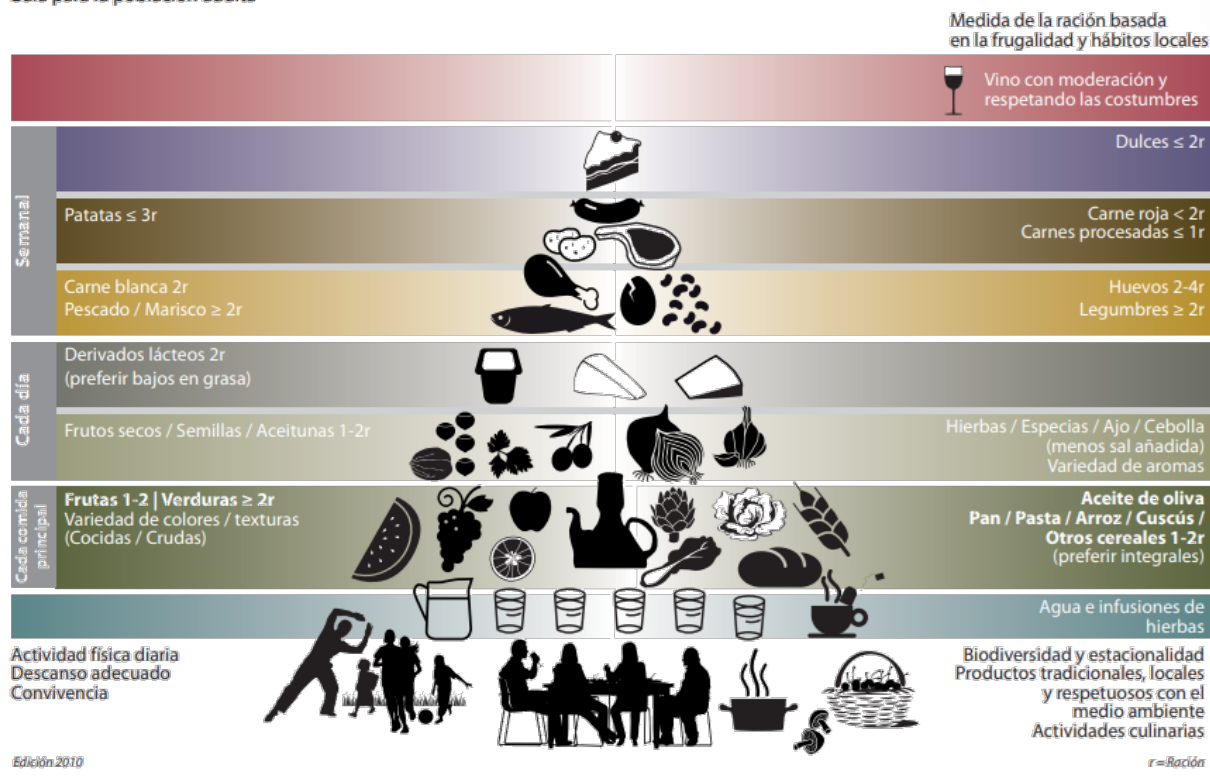 Guía para la población adulta
Medida de la ración basada
en la frugalidad y hábitos locales
Vino con moderación y
respetando las costumbres
Semanal
Dulces ≤ 2r
Patatas ≤ 3r
Carne roja < 2r
Carnes procesadas ≤ 1r
Carne blanca 2r
Pescado / Marisco ≥ 2r
Huevos 2-4r
Legumbres ≥ 2r
Cada día
Derivados lácteos 2r
(preferir bajos en grasa)
Frutos secos / Semillas / Aceitunas 1-2r
Hierbas / Especias / Ajo / Cebolla
(menos sal añadida)
Variedad de aromas
Cada comida
principal
Frutas 1-2 | Verduras ≥ 2r
Variedad de colores / texturas
(Cocidas / Crudas)
Aceite de oliva
Pan / Pasta / Arroz / Cuscús /
Otros cereales 1-2r
(preferir integrales)
Agua e infusiones de
hierbas
Actividad física diaria
Descanso adecuado
Convivencia
Biodiversidad y estacionalidad
Productos tradicionales, locales
y respetuosos con el
medio ambiente
Actividades culinarias
Edición 2010
r = Ración